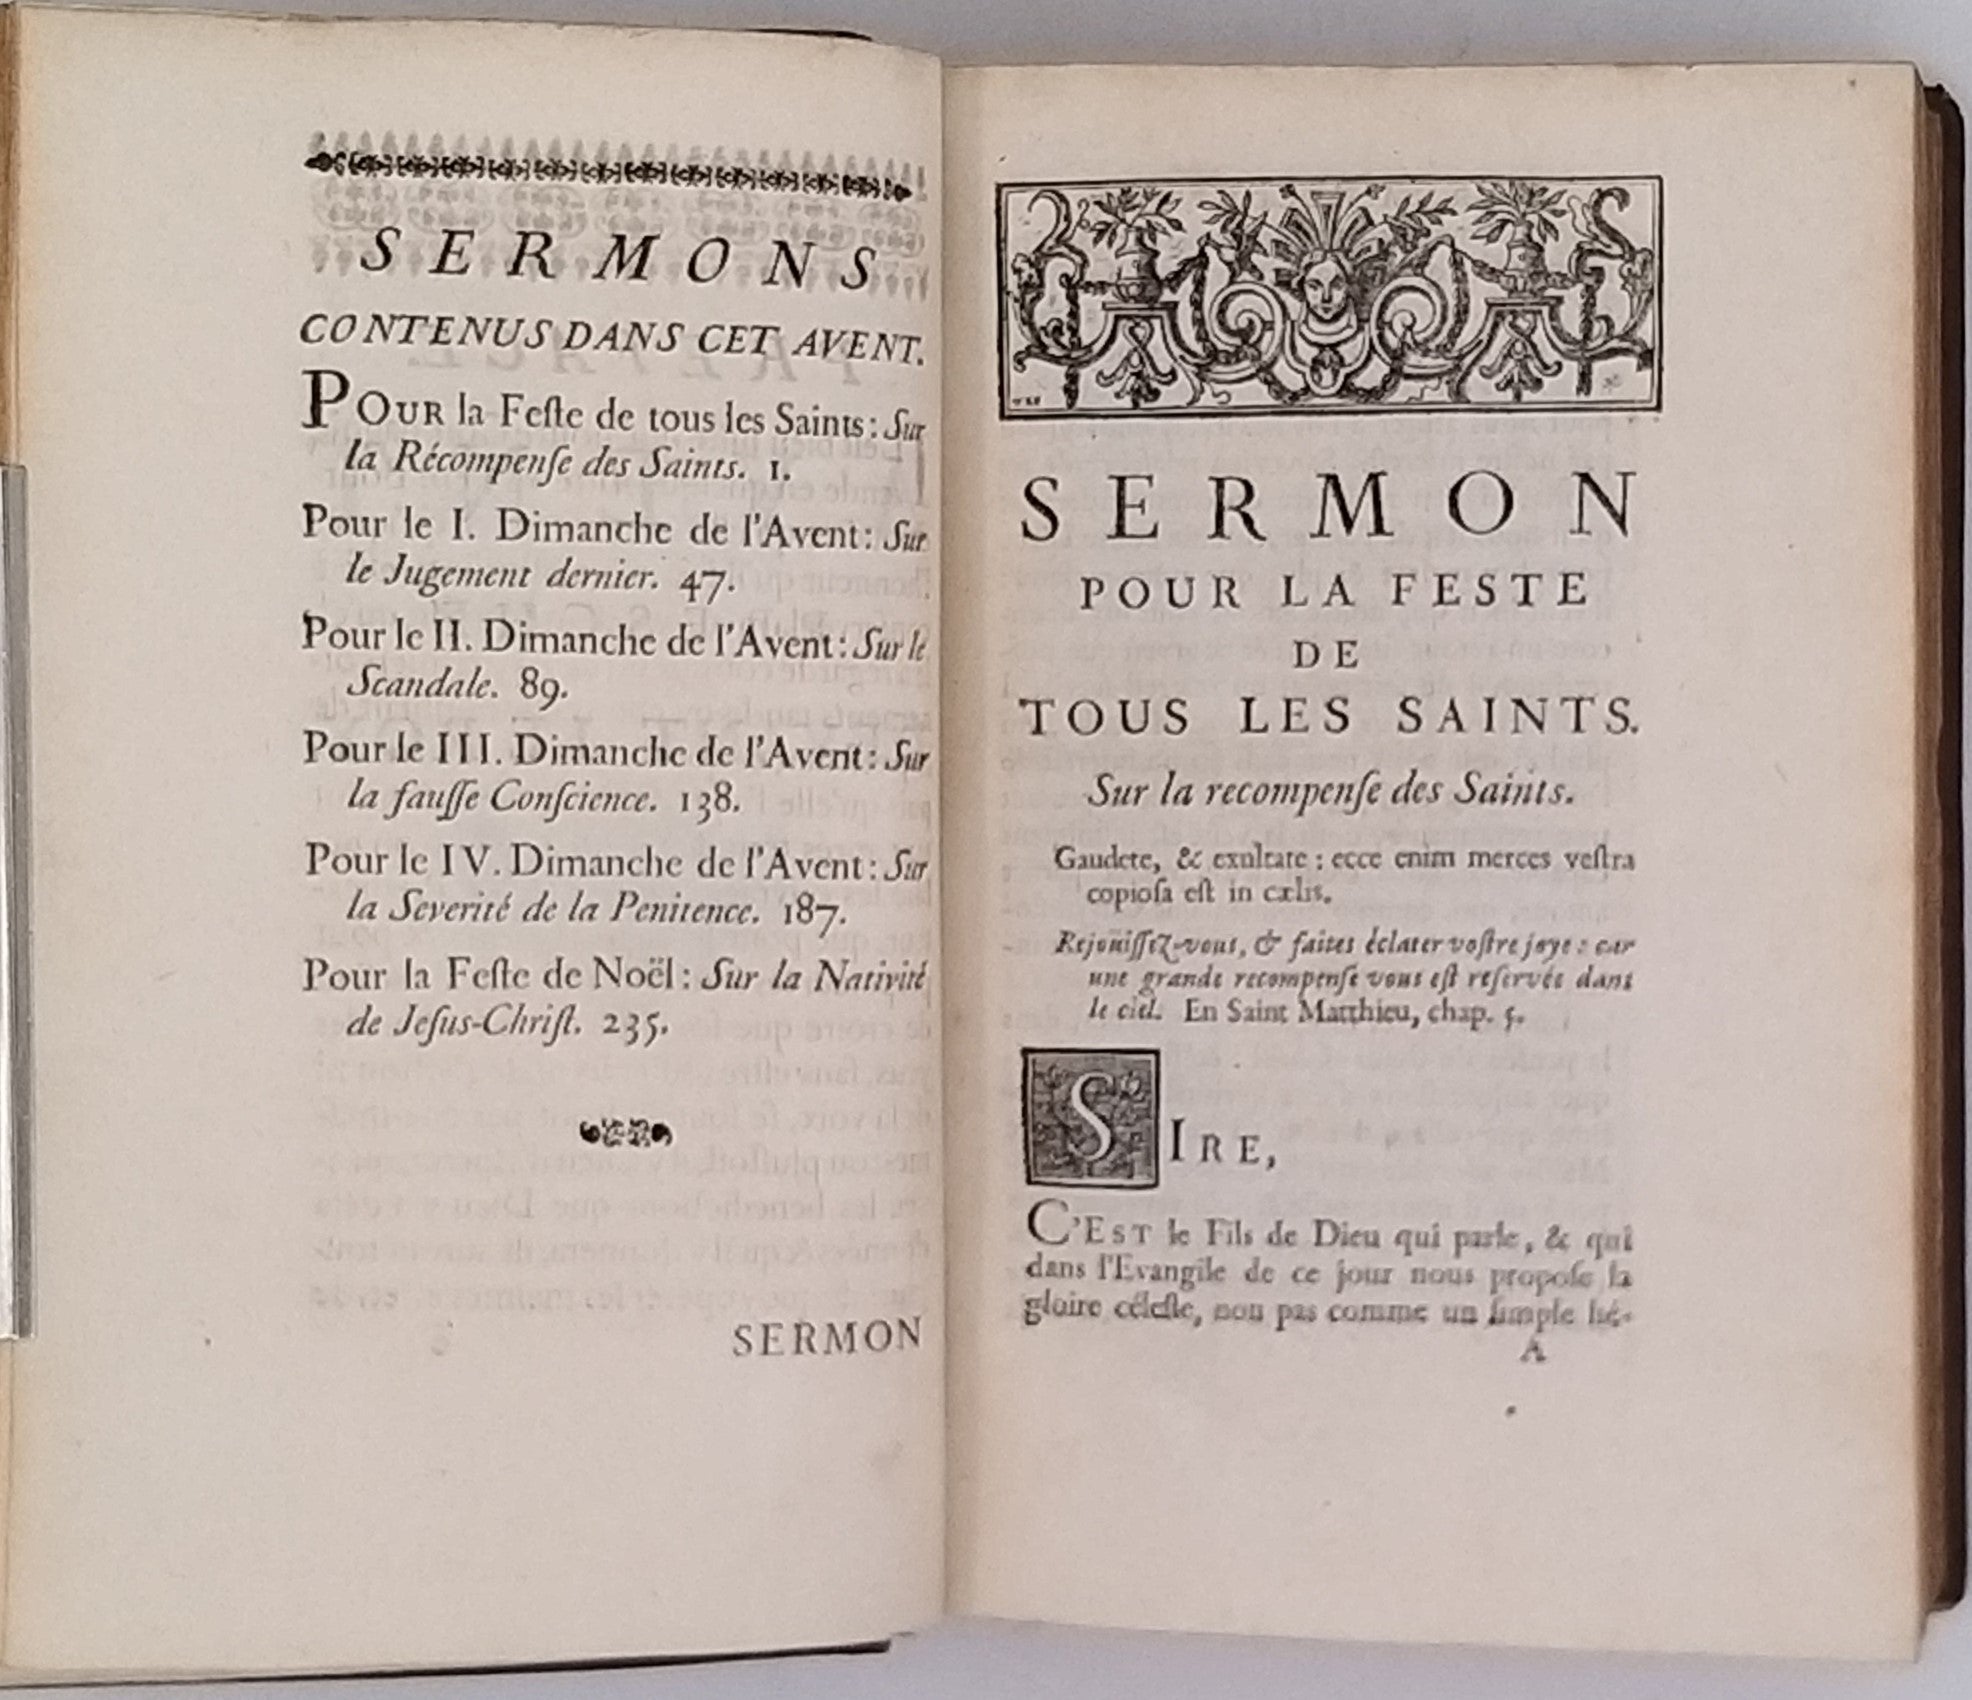 SERMONS
CONTENUS DANS CET AVENT.
POUR la Feſte de tous les Saints: Sur
la Récompenſe des Saints. 1.
Pour le I. Dimanche de l'Avent: Sur
le Jugement dernier. 47.
Pour le II. Dimanche de l'Avent: Sur le
Scandale. 89.
Pour le III. Dimanche de l'Avent: Sur
la fauſſe Conſcience. 138.
Pour le IV. Dimanche de l'Avent: Sur
la Severité de la Penitence. 187.
Pour la Feſte de Noël: Sur la Nativité
de Jeſus-Chriſt. 235.
SERMON
SERMON
POUR LA FESTE
DE
TOUS LES SAINTS.
Sur la recompenſe des Saints.
Gaudete, & exultate: ecce enim merces veſtra
copioſa eſt in cælis.
Rejoüiſſez-vous, & faites éclater voſtre joye: car
une grande recompenſe vous eſt reſervée dans
le ciel. En Saint Matthieu, chap. 5.
SIRE,
C'EST le Fils de Dieu qui parle, & qui
dans l'Evangile de ce jour nous propoſe la
gloire céleſte, non pas comme un ſimple hé-
A